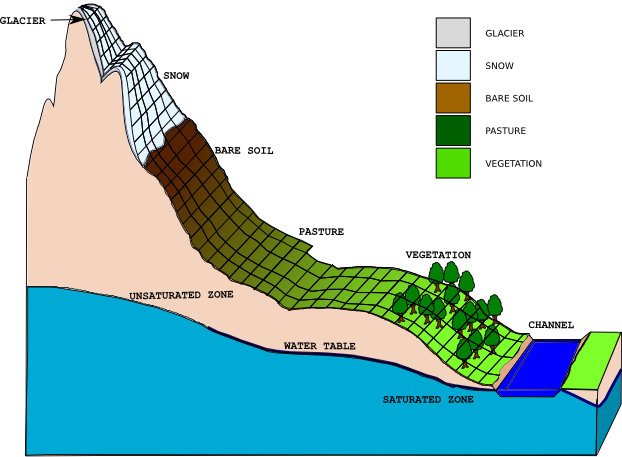 GLACIER
GLACIER
SNOW
SNOW
BARE SOIL
PASTURE
BARE SOIL
VEGETATION
PASTURE
VEGETATION
UNSATURATED ZONE
CHANNEL
WATER TABLE
SATURATED ZONE